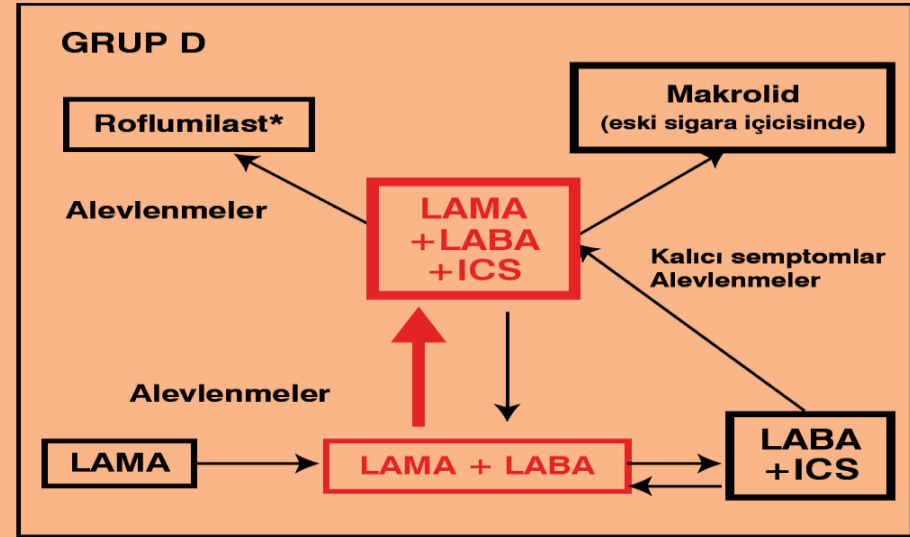 GRUP D
Roflumilast*
Makrolid
(eski sigara içicisinde)
Alevlenmeler
LAMA
+LABA
+ICS
Kalıcı semptomlar
Alevlenmeler
Alevlenmeler
LAMA
LAMA + LABA
LABA
+ICS